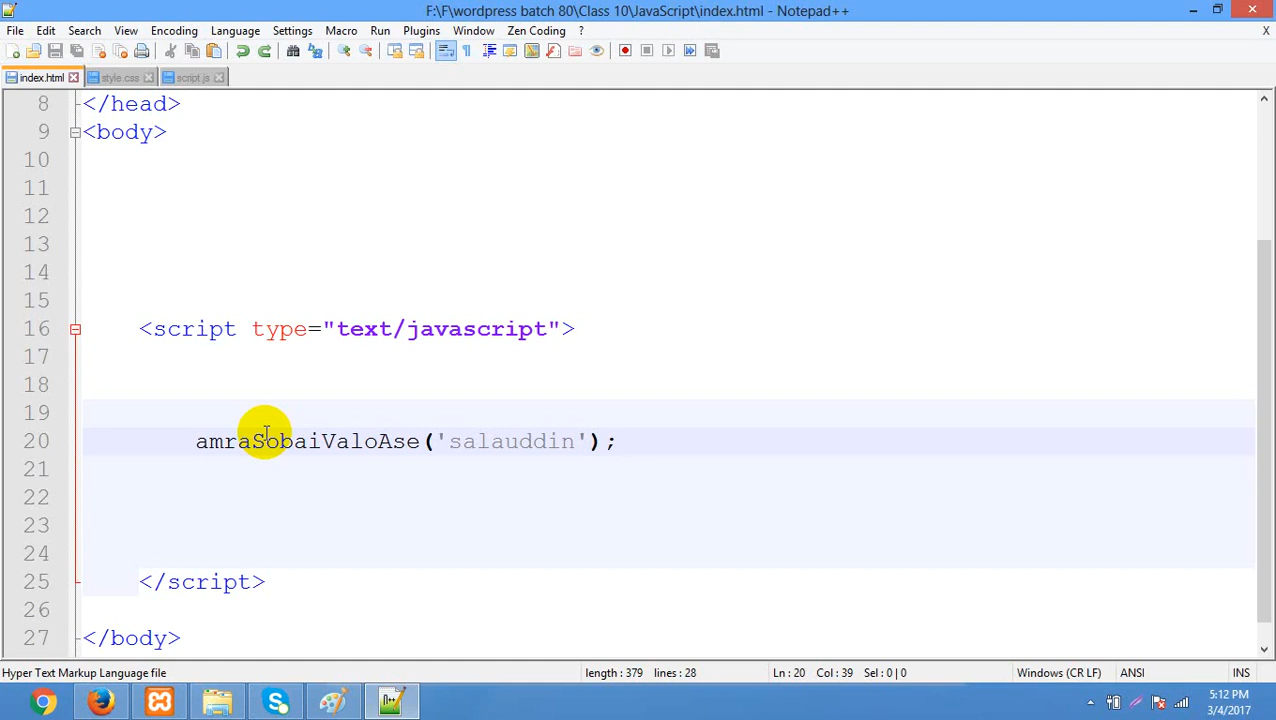 F:\F\wordpress batch 80\Class 10\JavaScript\index.html - Notepad++
File Edit Search View Encoding Language Settings Macro Run Plugins Window Zen Coding ? X
index.html style.css script.js
8 </head>
9 <body>
10
11
12
13
14
15
16 <script type="text/javascript">
17
18
19
20 amraSobaiValoAse('salauddin');
21
22
23
24
25 </script>
26
27 </body>
Hyper Text Markup Language file length : 379 lines : 28 Ln : 20 Col : 39 Sel : 0 | 0 Windows (CR LF) ANSI INS
5:12 PM
3/4/2017